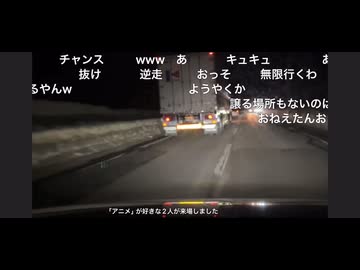 チャンス www あ キュキュ あ
抜け 逆走 おっそ 無限行くわ
るやんw ようやくか
譲る場所もないのは
おねえたんお
「アニメ」が好きな2人が来場しました